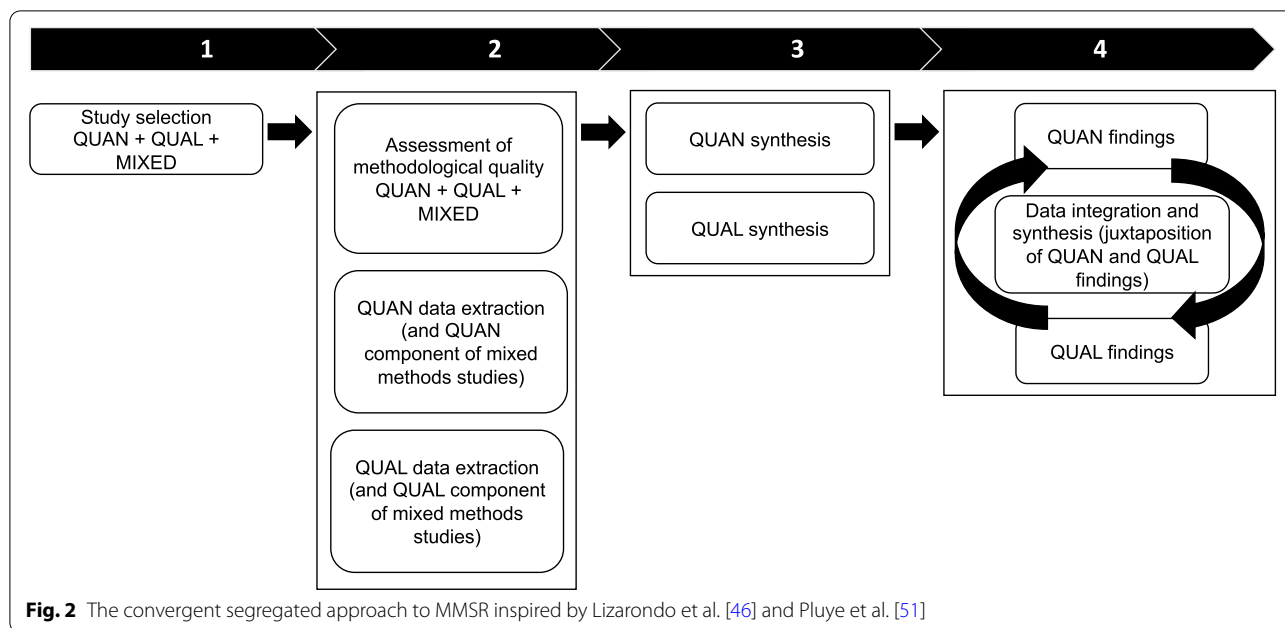 1
2
3
4
Study selection
QUAN + QUAL +
MIXED
Assessment of
methodological quality
QUAN + QUAL +
MIXED
QUAN data extraction
(and QUAN
component of mixed
methods studies)
QUAL data extraction
(and QUAL component
of mixed methods
studies)
QUAN synthesis
QUAL synthesis
QUAN findings
Data integration and
synthesis (juxtaposition
of QUAN and QUAL
findings)
QUAL findings
Fig. 2 The convergent segregated approach to MMSR inspired by Lizarondo et al. [46] and Pluye et al. [51]